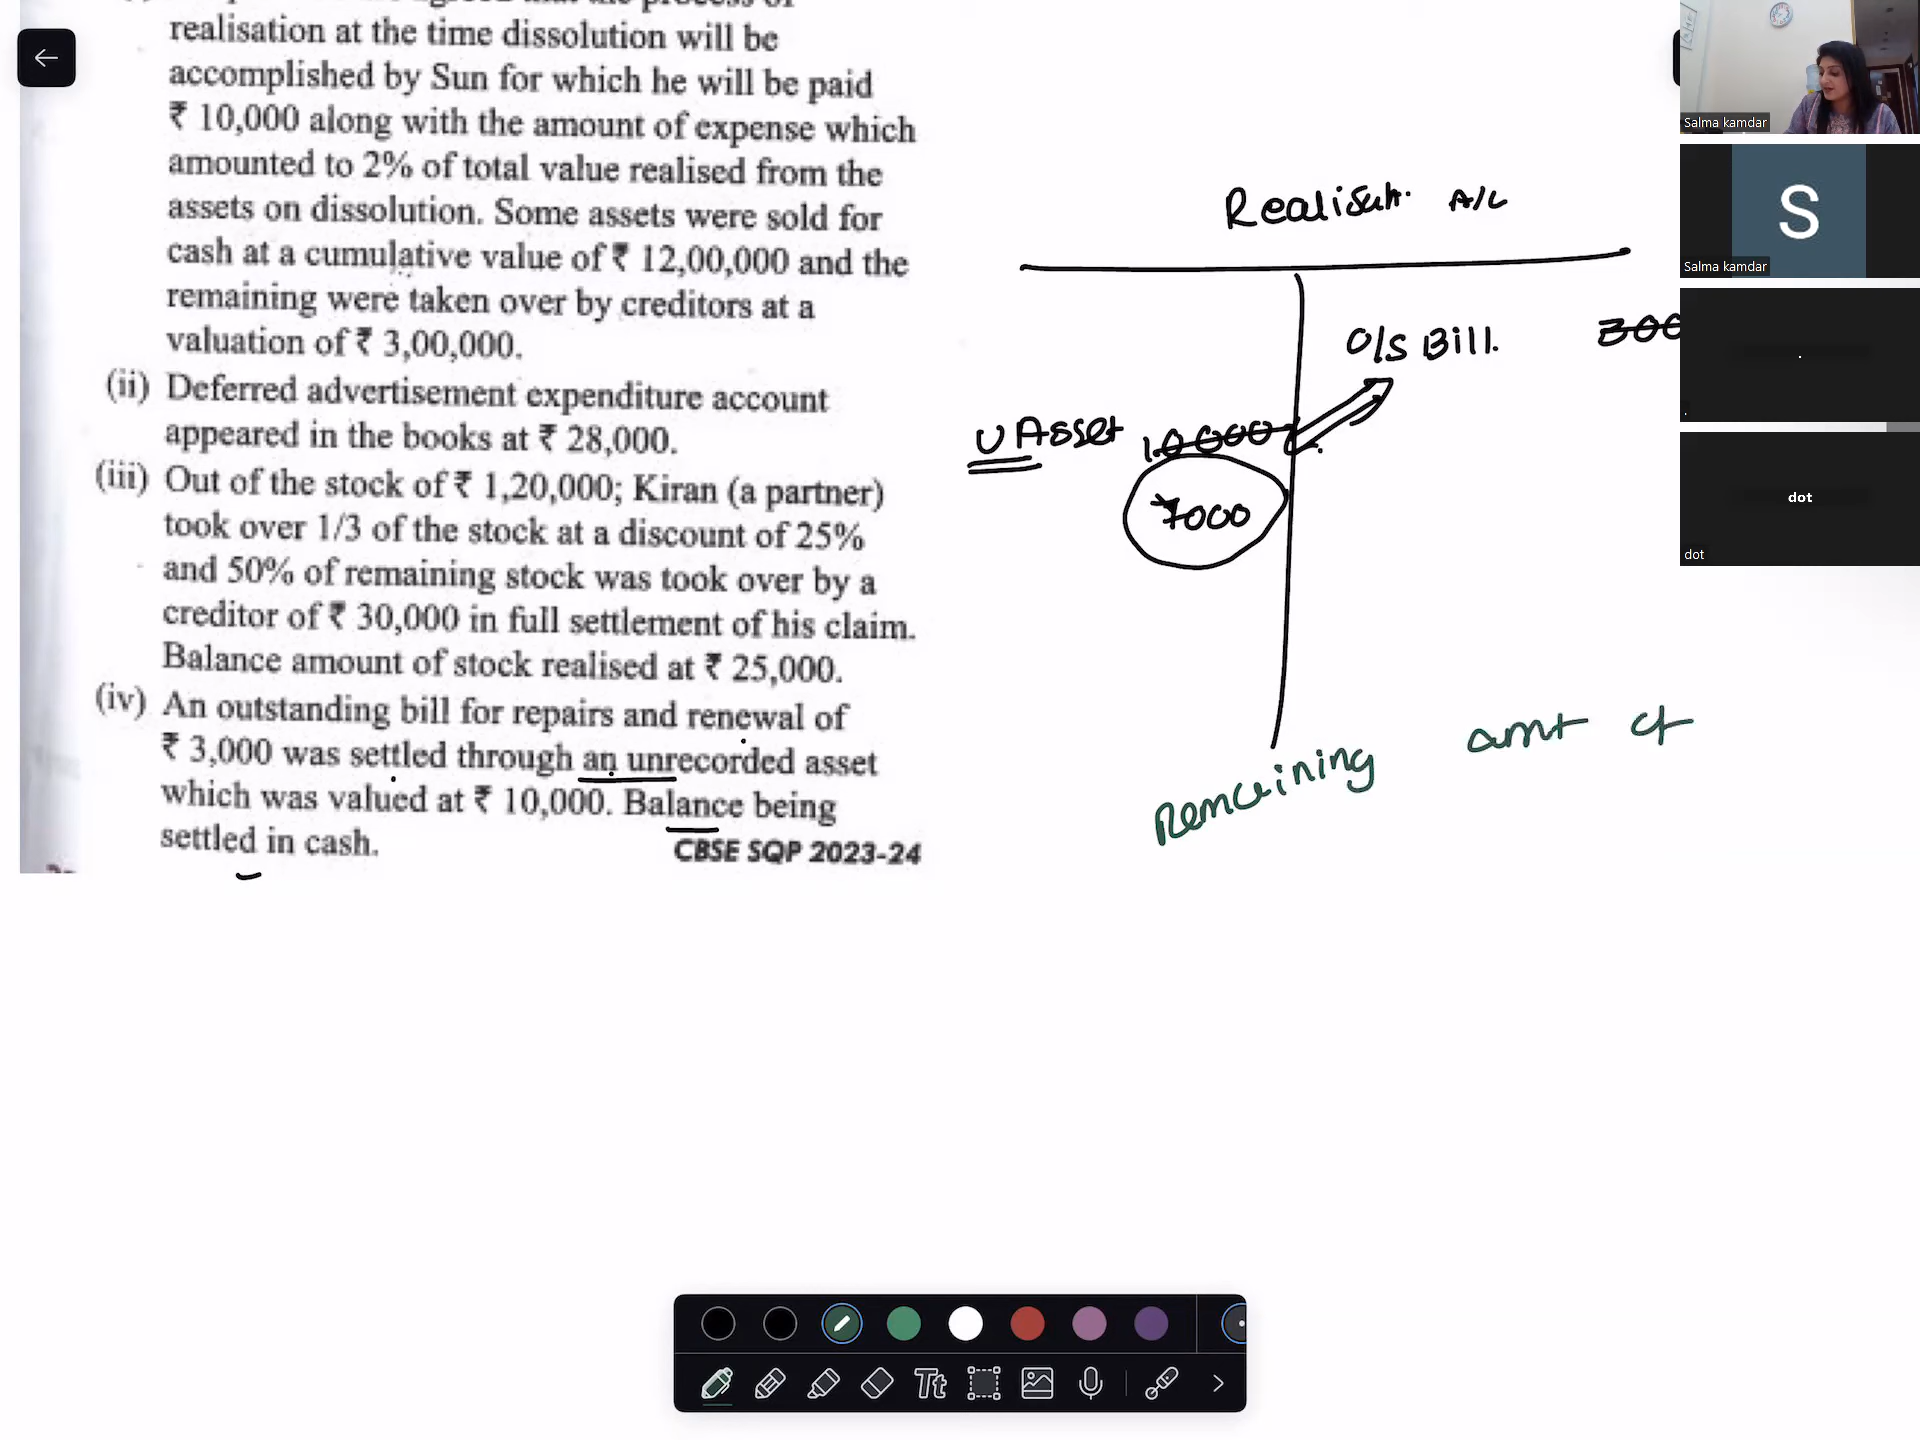 realisation at the time dissolution will be
accomplished by Sun for which he will be paid
₹ 10,000 along with the amount of expense which
amounted to 2% of total value realised from the
assets on dissolution. Some assets were sold for
cash at a cumulative value of ₹ 12,00,000 and the
remaining were taken over by creditors at a
valuation of ₹ 3,00,000.
(ii) Deferred advertisement expenditure account
appeared in the books at ₹ 28,000.
(iii) Out of the stock of ₹ 1,20,000; Kiran (a partner)
took over 1/3 of the stock at a discount of 25%
and 50% of remaining stock was took over by a
creditor of ₹ 30,000 in full settlement of his claim.
Balance amount of stock realised at ₹ 25,000.
(iv) An outstanding bill for repairs and renewal of
₹ 3,000 was settled through an unrecorded asset
which was valued at ₹ 10,000. Balance being
settled in cash.
CBSE SQP 2023-24
A/c
O/S Bill.
300
U Asset 10000
7000
Remaining amt of
Salma kamdar
S
Salma kamdar
.
.
dot
dot
Tt